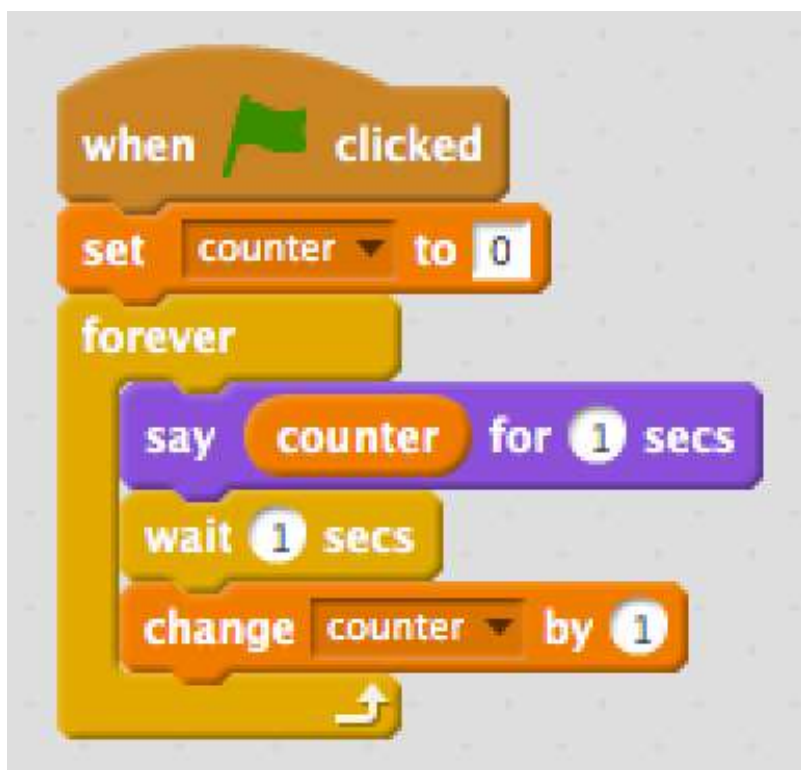 when clicked
set counter to 0
forever
say counter for 1 secs
wait 1 secs
change counter by 1